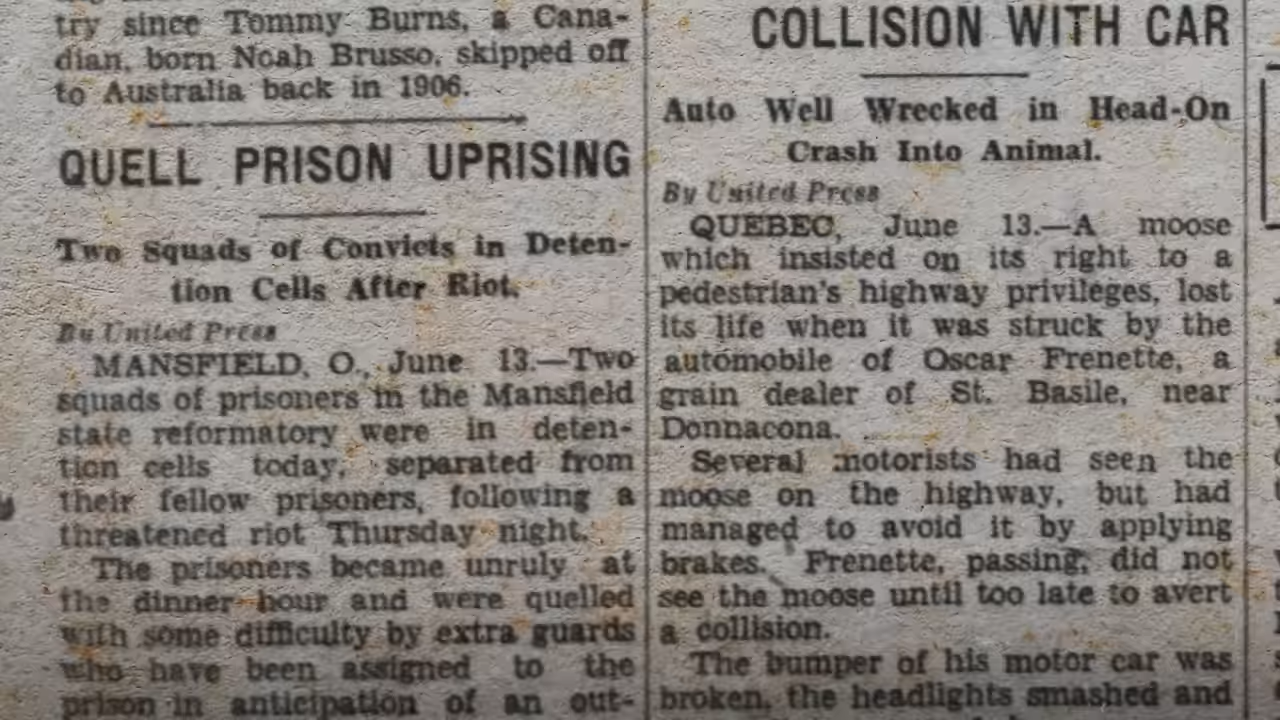 try since Tommy Burns, a Cana-
dian, born Noah Brusso, skipped off
to Australia back in 1906.
QUELL PRISON UPRISING
Two Squads of Convicts in Deten-
tion Cells After Riot.
By United Press
MANSFIELD, O., June 13.—Two
squads of prisoners in the Mansfield
state reformatory were in deten-
tion cells today, separated from
their fellow prisoners, following a
threatened riot Thursday night.
The prisoners became unruly at
the dinner hour and were quelled
with some difficulty by extra guards
who have been assigned to the
prison in anticipation of an out-
COLLISION WITH CAR
Auto Well Wrecked in Head-On
Crash Into Animal.
By United Press
QUEBEC, June 13.—A moose
which insisted on its right to a
pedestrian's highway privileges, lost
its life when it was struck by the
automobile of Oscar Frenette, a
grain dealer of St. Basile, near
Donnacona.
Several motorists had seen the
moose on the highway, but had
managed to avoid it by applying
brakes. Frenette, passing, did not
see the moose until too late to avert
a collision.
The bumper of his motor car was
broken, the headlights smashed and